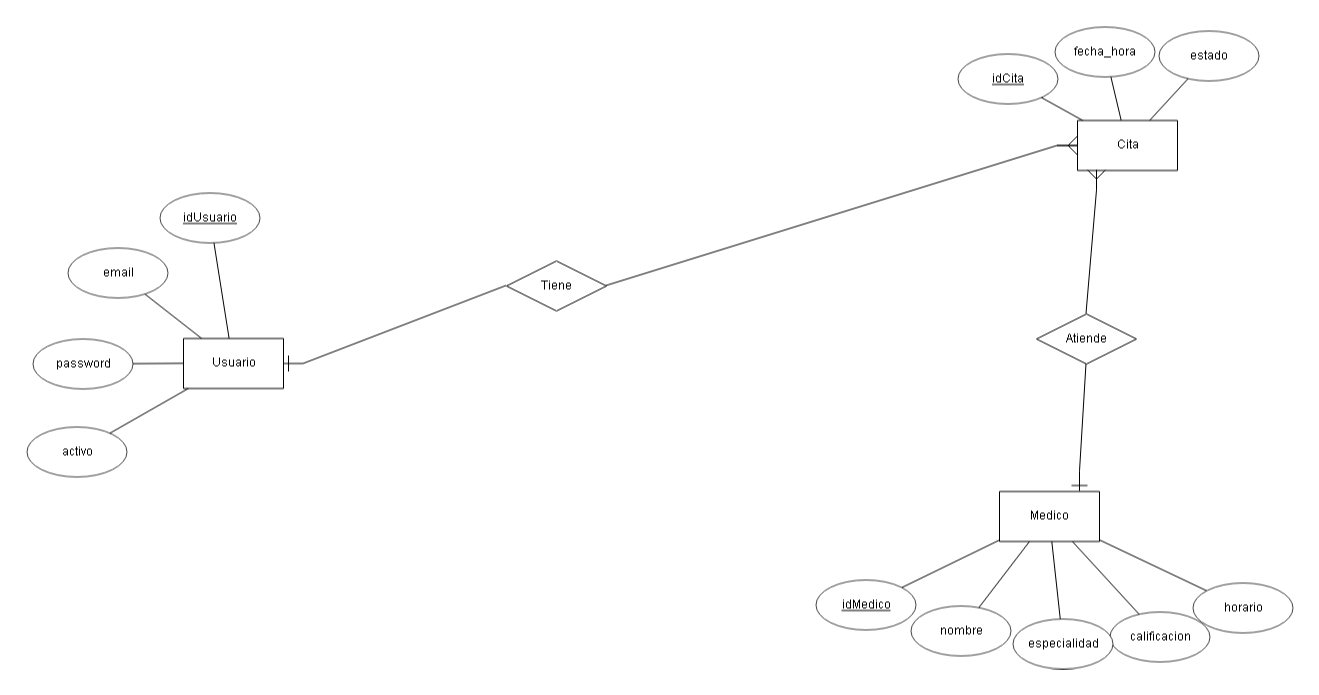 fecha_hora
estado
idCita
Cita
idUsuario
email
Tiene
Atiende
password
Usuario
activo
Medico
idMedico
nombre
especialidad
calificacion
horario